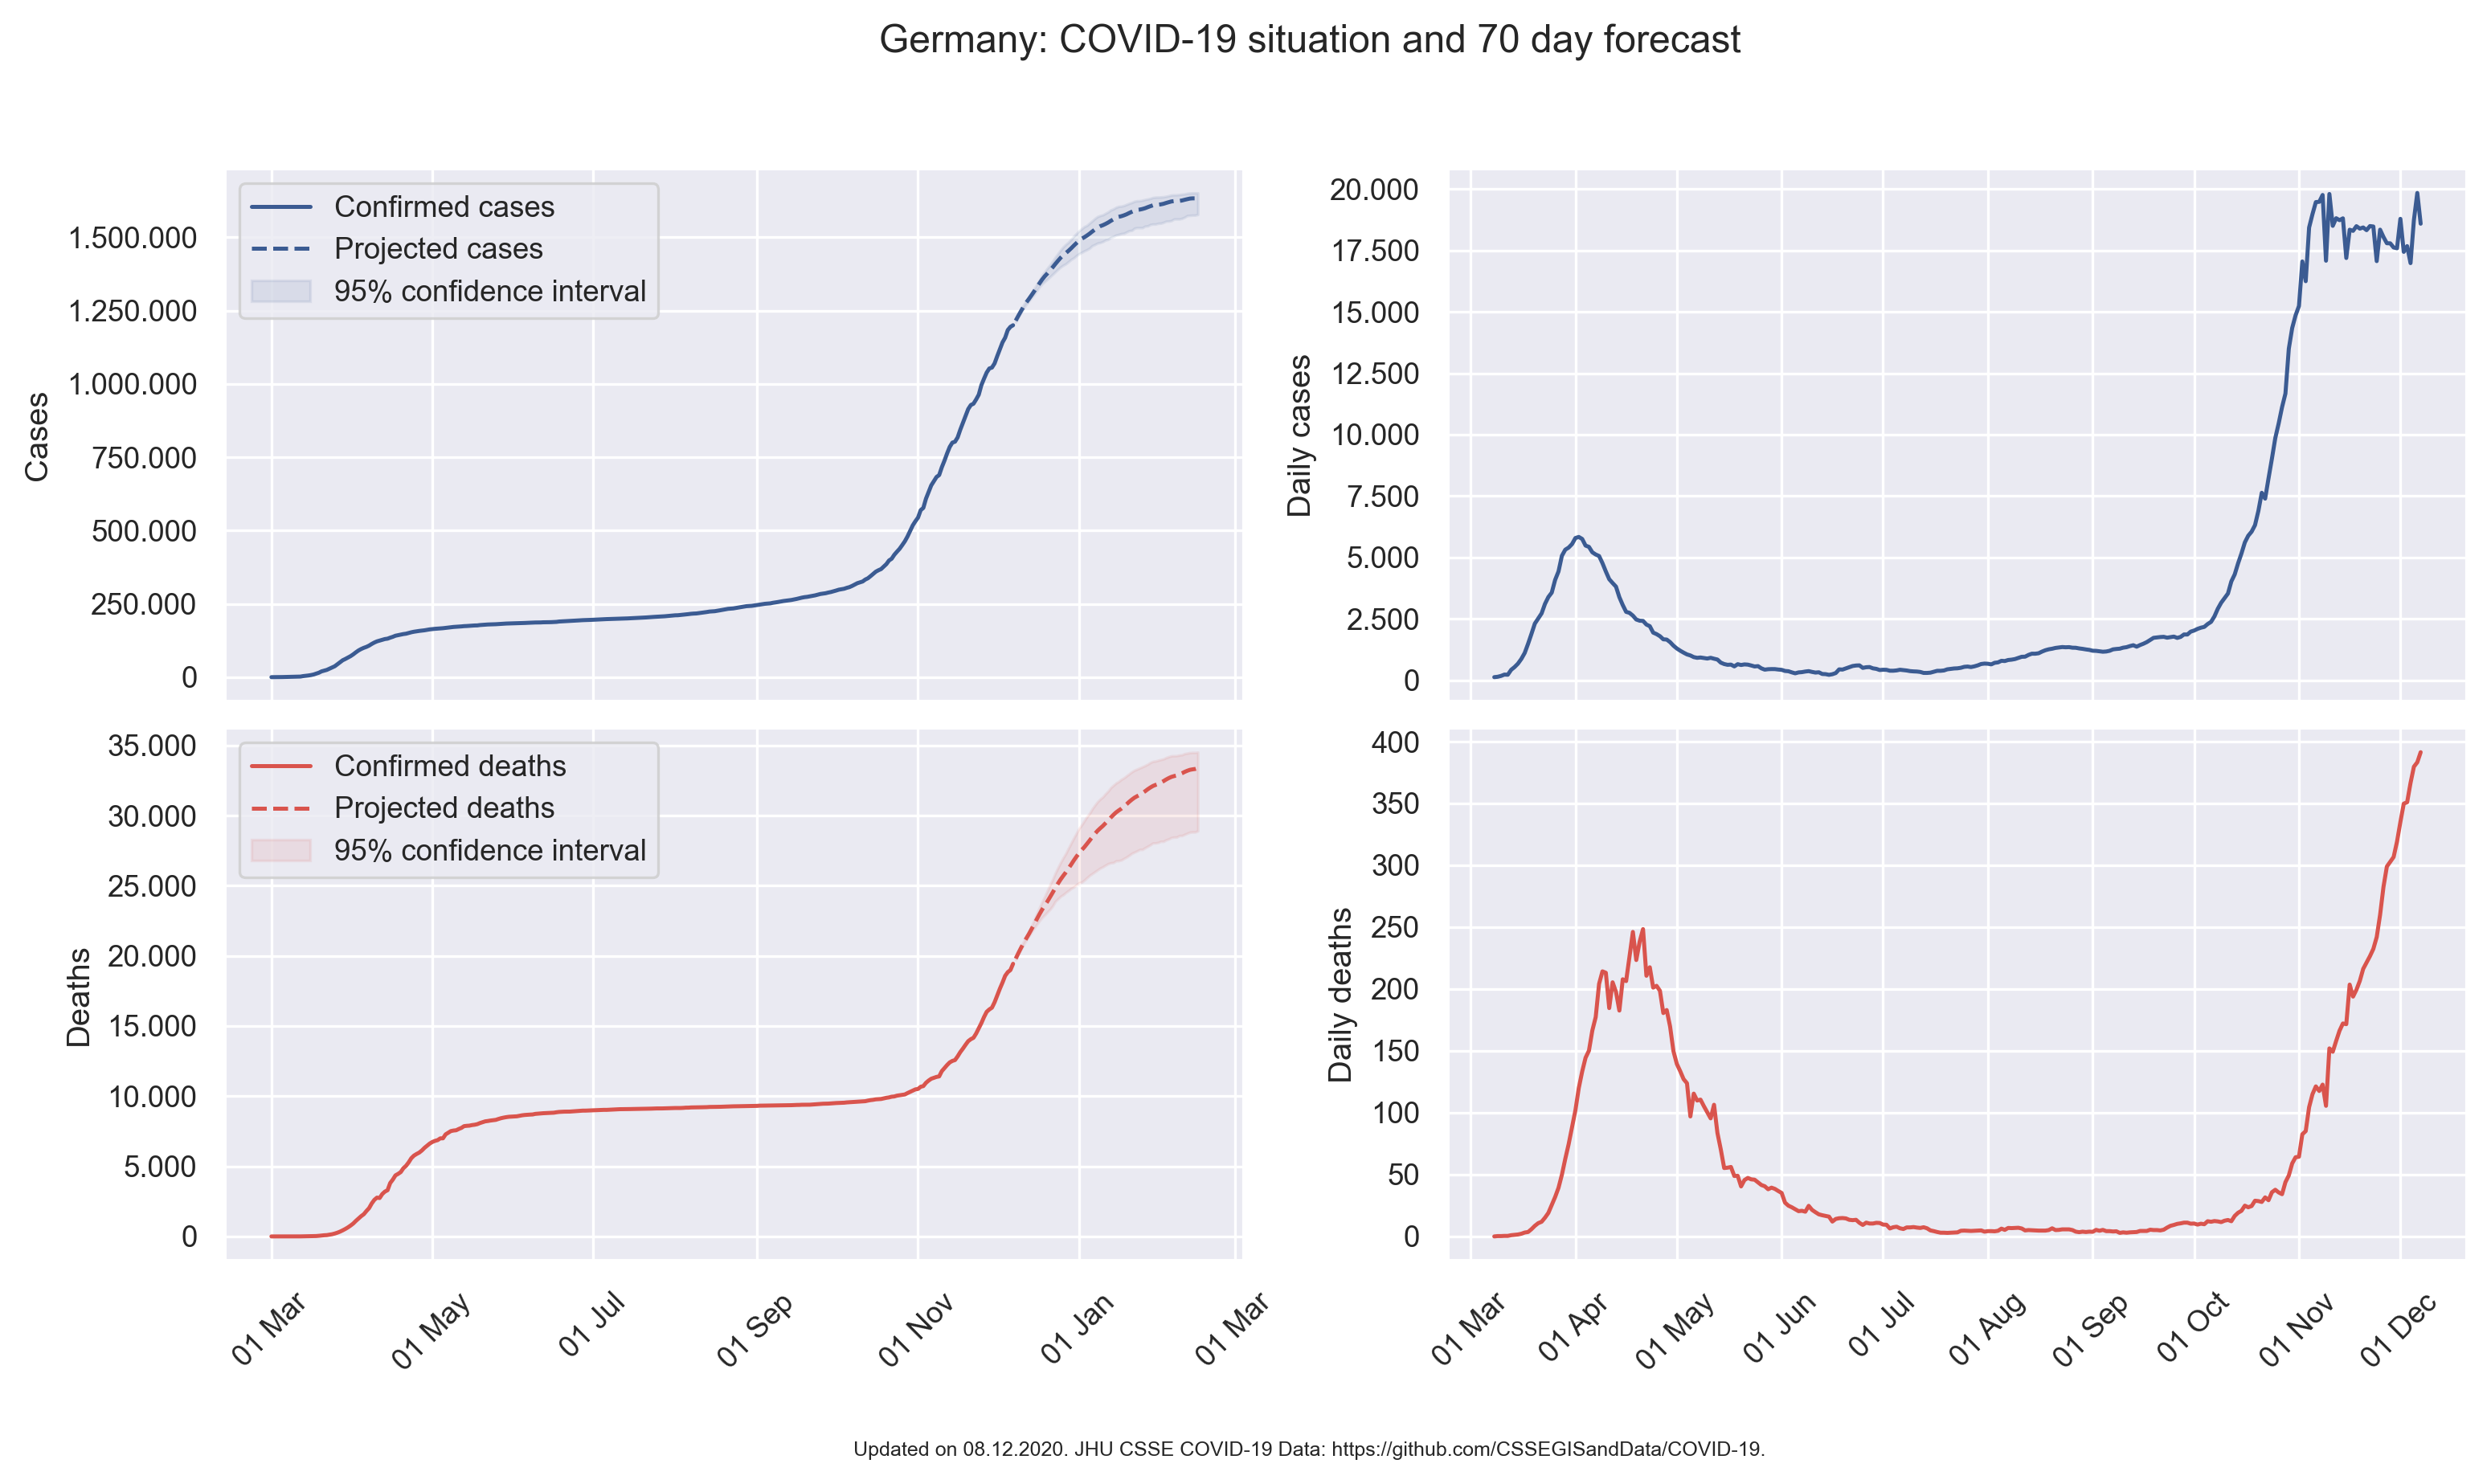 Germany: COVID-19 situation and 70 day forecast
Confirmed cases
Projected cases
95% confidence interval
Cases
1.500.000
1.250.000
1.000.000
750.000
500.000
250.000
0
Daily cases
20.000
17.500
15.000
12.500
10.000
7.500
5.000
2.500
0
Confirmed deaths
Projected deaths
95% confidence interval
Deaths
35.000
30.000
25.000
20.000
15.000
10.000
5.000
0
01 Mar
01 May
01 Jul
01 Sep
01 Nov
01 Jan
01 Mar
Daily deaths
400
350
300
250
200
150
100
50
0
01 Mar
01 Apr
01 May
01 Jun
01 Jul
01 Aug
01 Sep
01 Oct
01 Nov
01 Dec
Updated on 08.12.2020. JHU CSSE COVID-19 Data: https://github.com/CSSEGISandData/COVID-19.